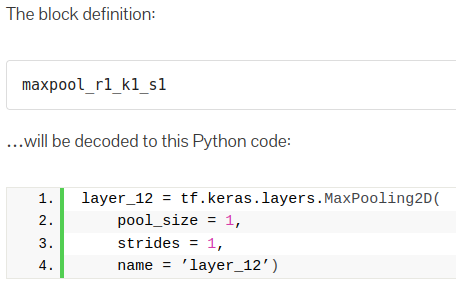 The block definition:
maxpool_r1_k1_s1
...will be decoded to this Python code:
1. layer_12 = tf.keras.layers.MaxPooling2D(
2. pool_size = 1,
3. strides = 1,
4. name = ’layer_12’)